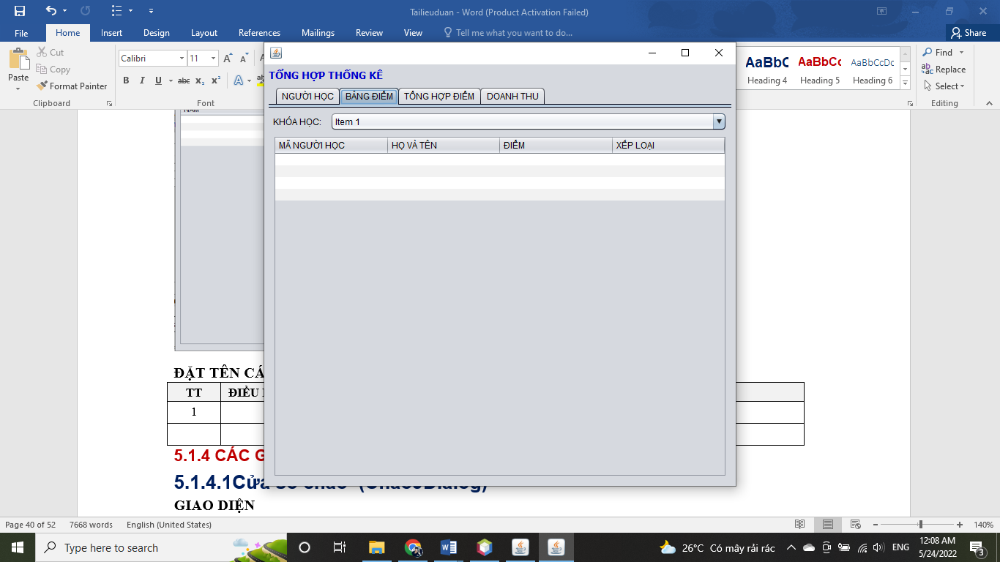 Tailieuduan - Word (Product Activation Failed)
File Home Insert Design Layout References Mailings Review View Tell me what you want to do... Share
Paste
Cut
Copy
Format Painter
Clipboard
Calibri 11
B I U abc X₂ X²
Font
AaBbC AaBbCc AaBbCcDc
Heading 4 Heading 5 Heading 6
Find
Replace
Select
Editing
TỔNG HỢP THỐNG KÊ
NGƯỜI HỌC BẢNG ĐIỂM TỔNG HỢP ĐIỂM DOANH THU
KHÓA HỌC: Item 1
MÃ NGƯỜI HỌC HỌ VÀ TÊN ĐIỂM XẾP LOẠI
NAM
ĐẶT TÊN CÁ
TT ĐIỀU
1
5.1.4 CÁC G
5.1.4.1Cửa
GIAO DIỆN
Page 40 of 52 7668 words English (United States) 140%
Type here to search
26°C Có mây rải rác ENG
12:08 AM
5/24/2022
3